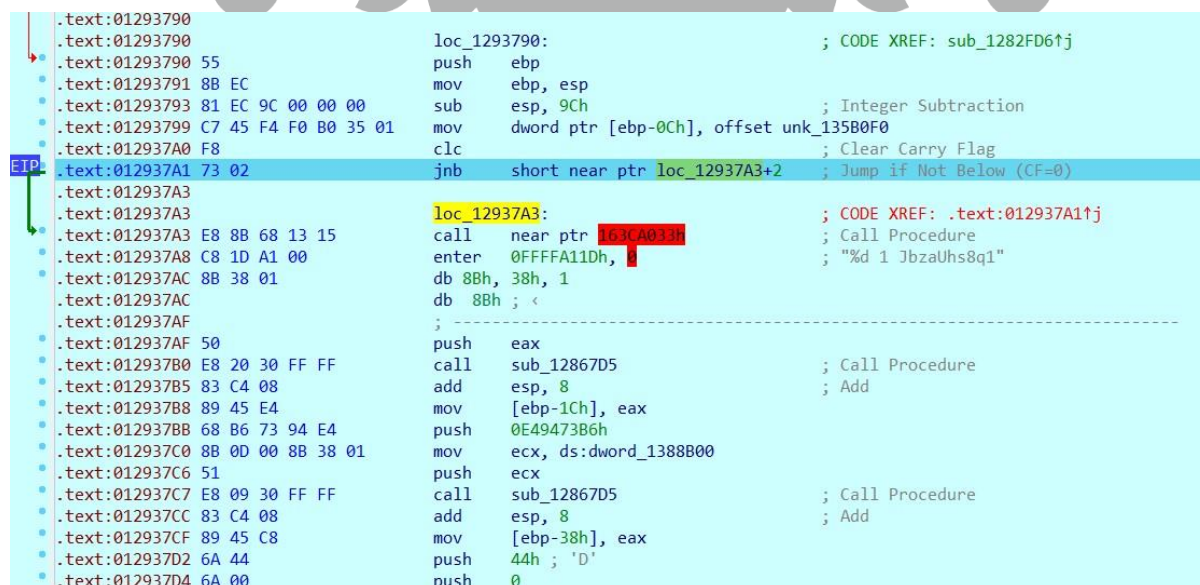 .text:01293790
.text:01293790 loc_1293790: ; CODE XREF: sub_1282FD6↑j
.text:01293790 55 push ebp
.text:01293791 8B EC mov ebp, esp
.text:01293793 81 EC 9C 00 00 00 sub esp, 9Ch ; Integer Subtraction
.text:01293799 C7 45 F4 F0 B0 35 01 mov dword ptr [ebp-0Ch], offset unk_135B0F0
.text:012937A0 F8 clc ; Clear Carry Flag
EIP .text:012937A1 73 02 jnb short near ptr loc_12937A3+2 ; Jump if Not Below (CF=0)
.text:012937A3
.text:012937A3 loc_12937A3: ; CODE XREF: .text:012937A1↑j
.text:012937A3 E8 8B 68 13 15 call near ptr 163CA033h ; Call Procedure
.text:012937A8 C8 1D A1 00 enter 0FFFFA11Dh, 0 ; "%d 1 JbzaUhs8q1"
.text:012937AC 8B 38 01 db 8Bh, 38h, 1
.text:012937AC db 8Bh ; ‹
.text:012937AF ; ---------------------------------------------------------------------------
.text:012937AF 50 push eax
.text:012937B0 E8 20 30 FF FF call sub_12867D5 ; Call Procedure
.text:012937B5 83 C4 08 add esp, 8 ; Add
.text:012937B8 89 45 E4 mov [ebp-1Ch], eax
.text:012937BB 68 B6 73 94 E4 push 0E49473B6h
.text:012937C0 8B 0D 00 8B 38 01 mov ecx, ds:dword_1388B00
.text:012937C6 51 push ecx
.text:012937C7 E8 09 30 FF FF call sub_12867D5 ; Call Procedure
.text:012937CC 83 C4 08 add esp, 8 ; Add
.text:012937CF 89 45 C8 mov [ebp-38h], eax
.text:012937D2 6A 44 push 44h ; 'D'
.text:012937D4 6A 00 push 0